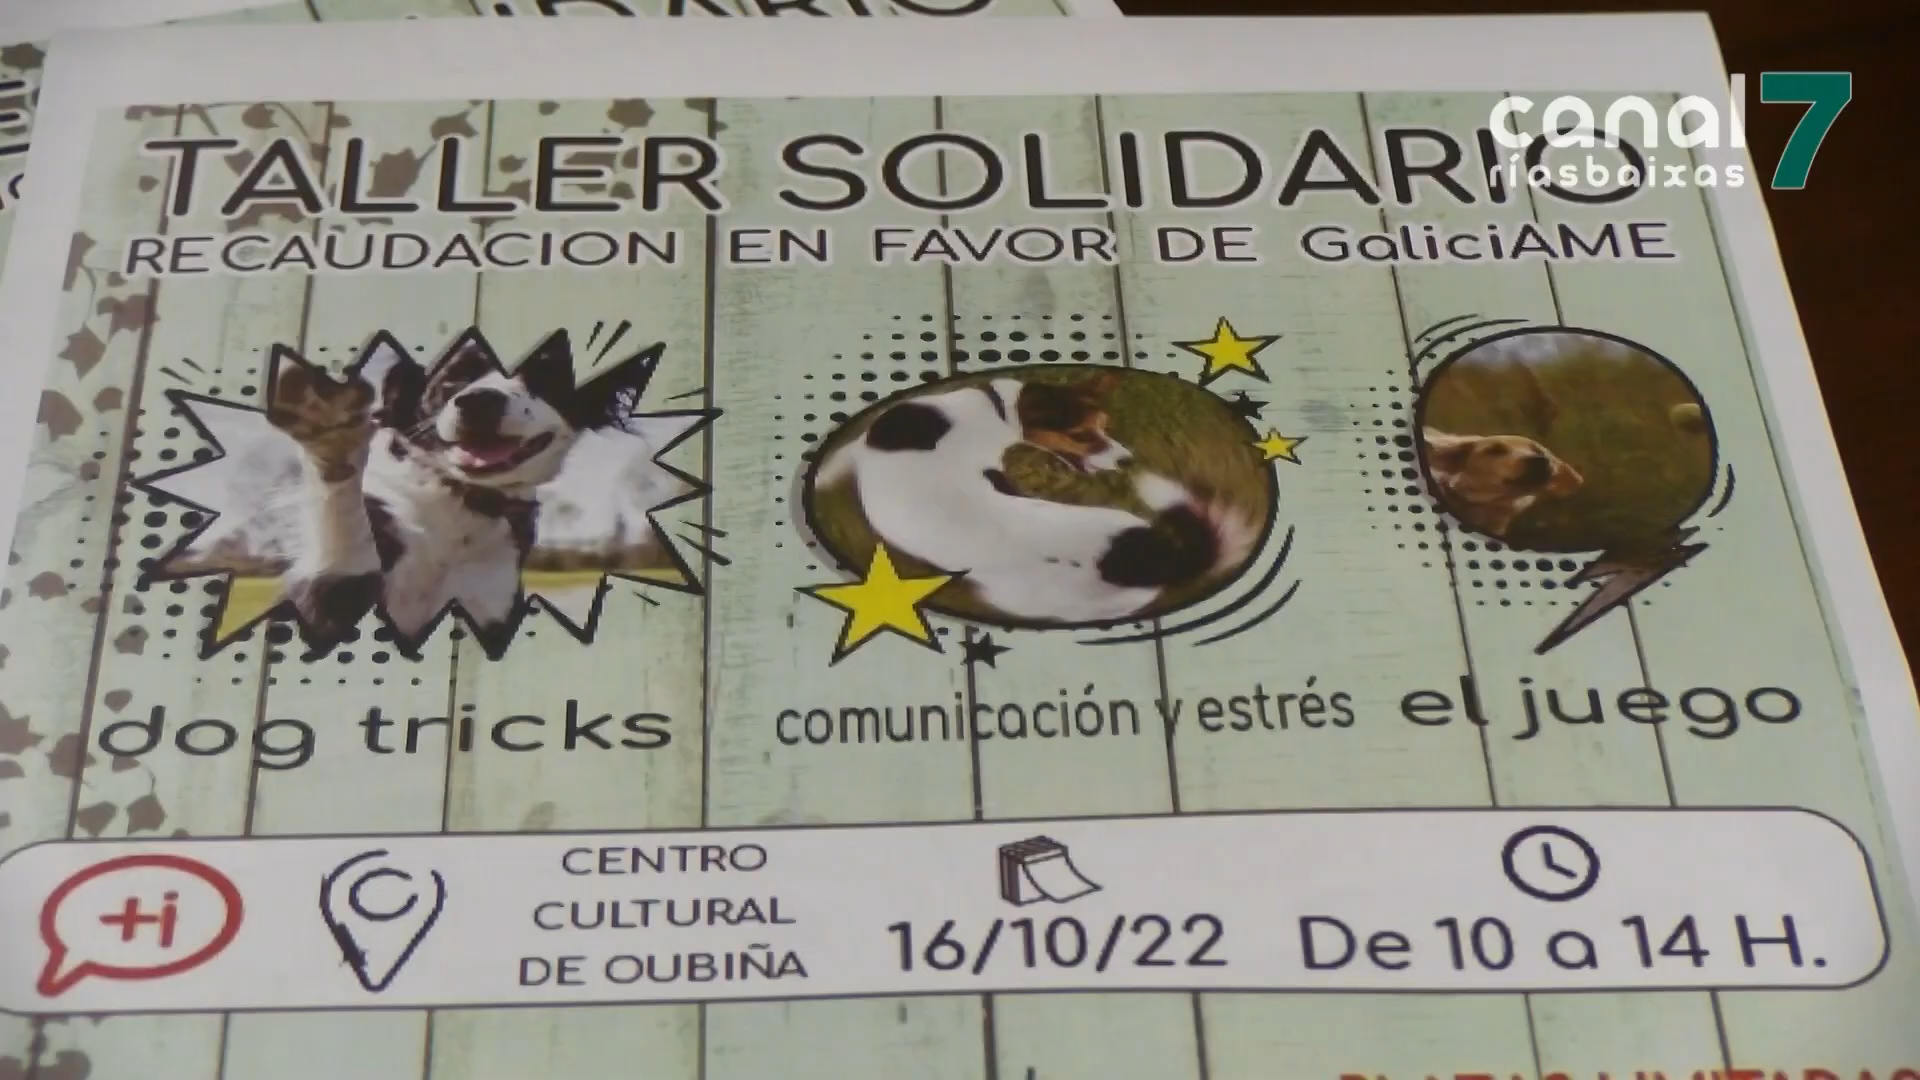 canal 7
ríasbaixas
TALLER SOLIDARIO
RECAUDACION EN FAVOR DE GaliciAME
dog tricks
comunicación y estrés
el juego
+i
CENTRO
CULTURAL
DE OUBIÑA
16/10/22
De 10 a 14 H.